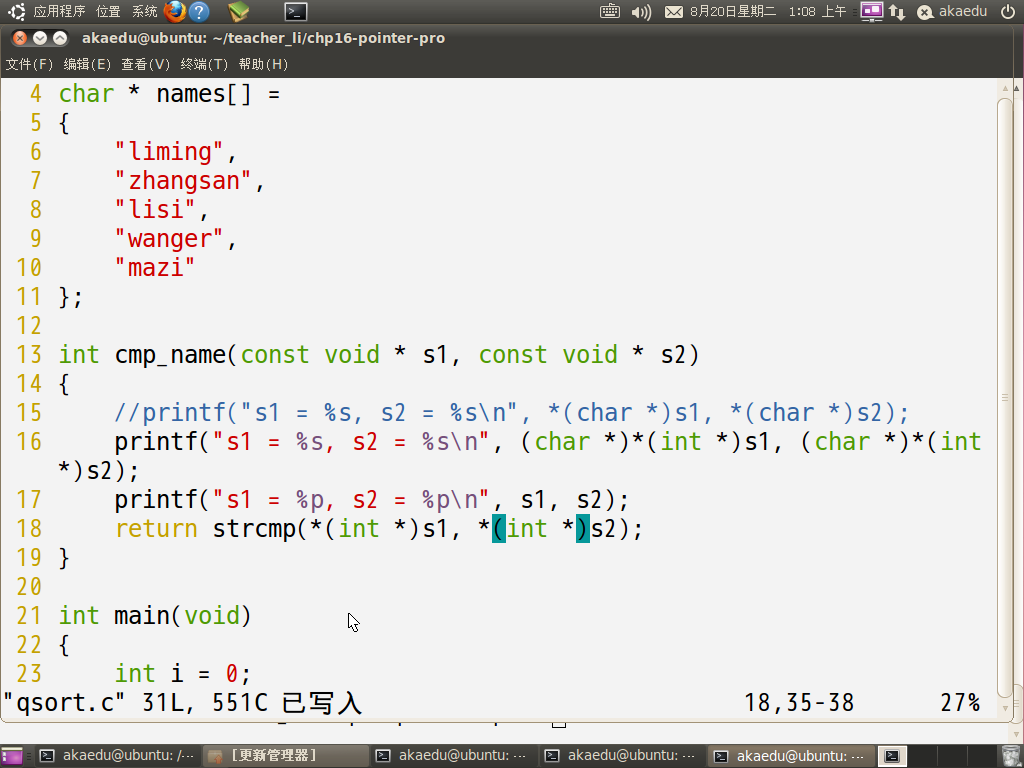 应用程序 位置 系统 8月20日星期二 1:08 上午 akaedu
akaedu@ubuntu: ~/teacher_li/chp16-pointer-pro
文件(F) 编辑(E) 查看(V) 终端(T) 帮助(H)
4 char * names[] =
5 {
6     "liming",
7     "zhangsan",
8     "lisi",
9     "wanger",
10     "mazi"
11 };
12
13 int cmp_name(const void * s1, const void * s2)
14 {
15     //printf("s1 = %s, s2 = %s\n", *(char *)s1, *(char *)s2);
16     printf("s1 = %s, s2 = %s\n", (char *)*(int *)s1, (char *)*(int
*)s2);
17     printf("s1 = %p, s2 = %p\n", s1, s2);
18     return strcmp(*(int *)s1, *(int *)s2);
19 }
20
21 int main(void)
22 {
23     int i = 0;
"qsort.c" 31L, 551C 已写入 18,35-38 27%
akaedu@ubuntu: /··· [更新管理器] akaedu@ubuntu: ··· akaedu@ubuntu: ··· akaedu@ubuntu: ···